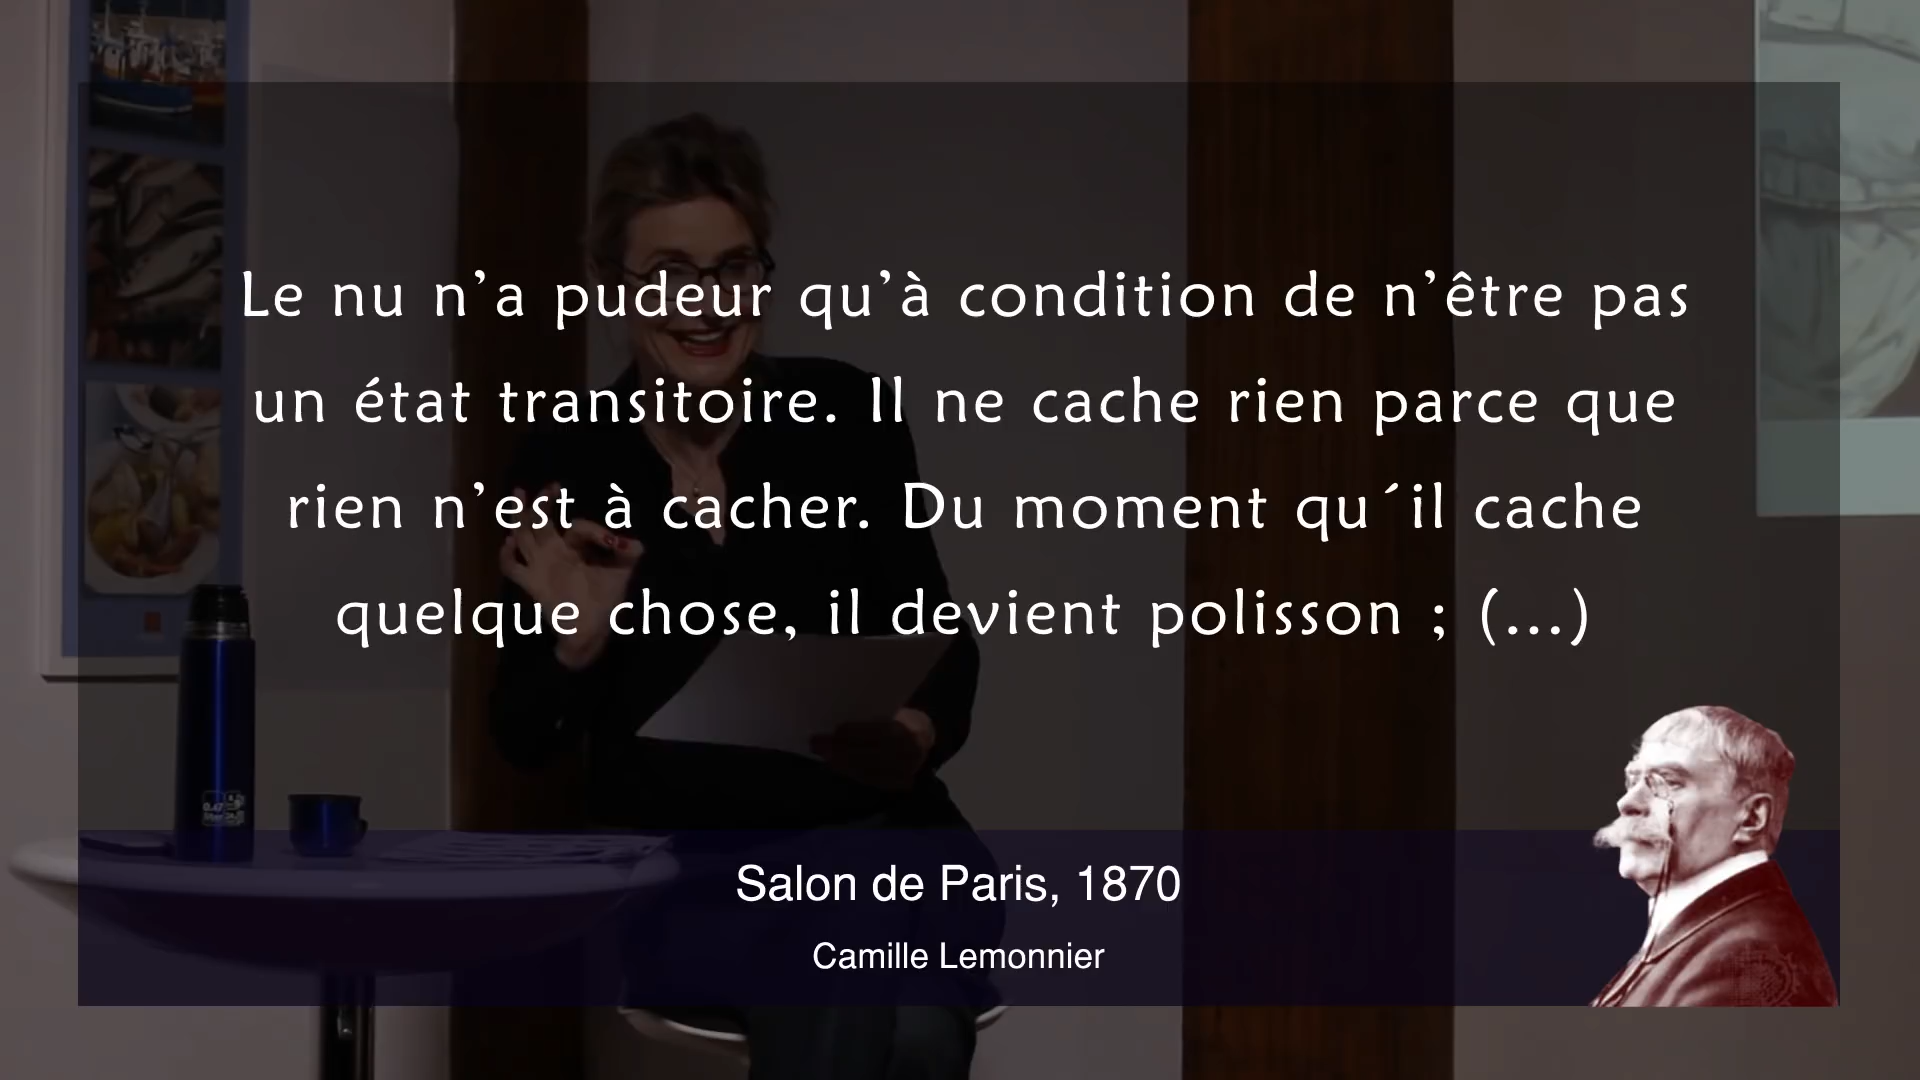 Le nu n’a pudeur qu’à condition de n’être pas
un état transitoire. Il ne cache rien parce que
rien n’est à cacher. Du moment qu´il cache
quelque chose, il devient polisson ; (...)
Salon de Paris, 1870
Camille Lemonnier